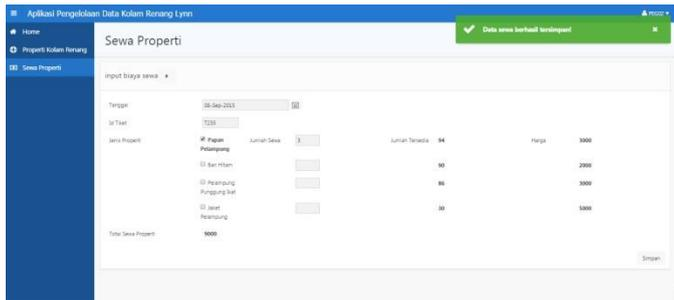 Aplikasi Pengelolaan Data Kolam Renang Lynn
Data sewa berhasil tersimpan!
Home
Properti Kolam Renang
Sewa Properti
Sewa Properti
input biaya sewa
Tanggal 08-Sep-2015
Id Tiket T235
Jenis Properti Papan Pelampung Jumlah Sewa 3 Jumlah Tersedia 94 Harga 3000
Ban Hitam 90 2000
Pelampung Punggung Ikat 86 3000
Jaket Pelampung 30 5000
Total Sewa Properti 9000
Simpan